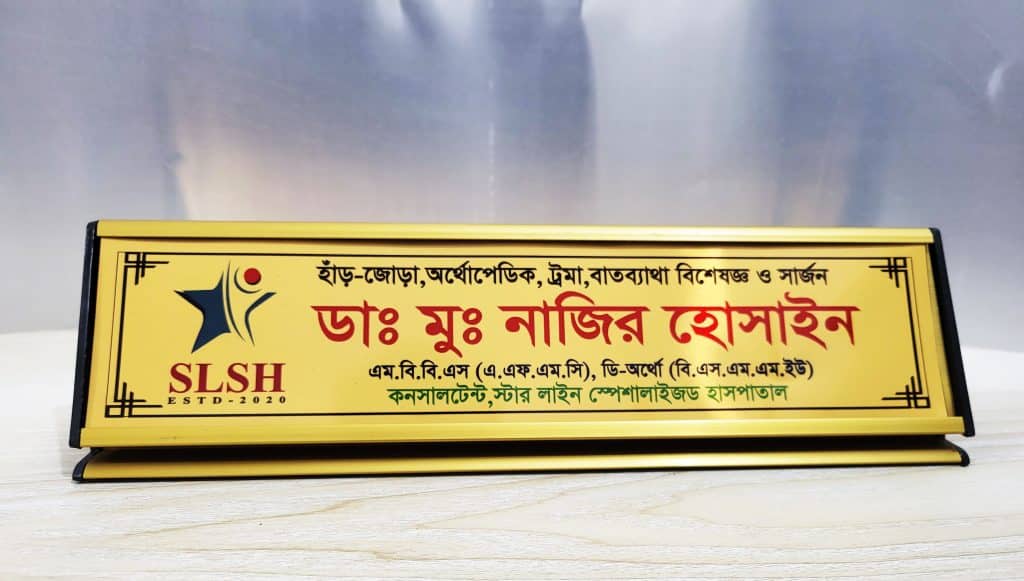 হাঁড়-জোড়া,অর্থোপেডিক, ট্রমা,বাতব্যাথা বিশেষজ্ঞ ও সার্জন
ডাঃ মুঃ নাজির হোসাইন
এম.বি.বি.এস (এ.এফ.এম.সি), ডি-অর্থো (বি.এস.এম.এম.ইউ)
কনসালটেন্ট,স্টার লাইন স্পেশালাইজড হাসপাতাল
SLSH
ESTD-2020